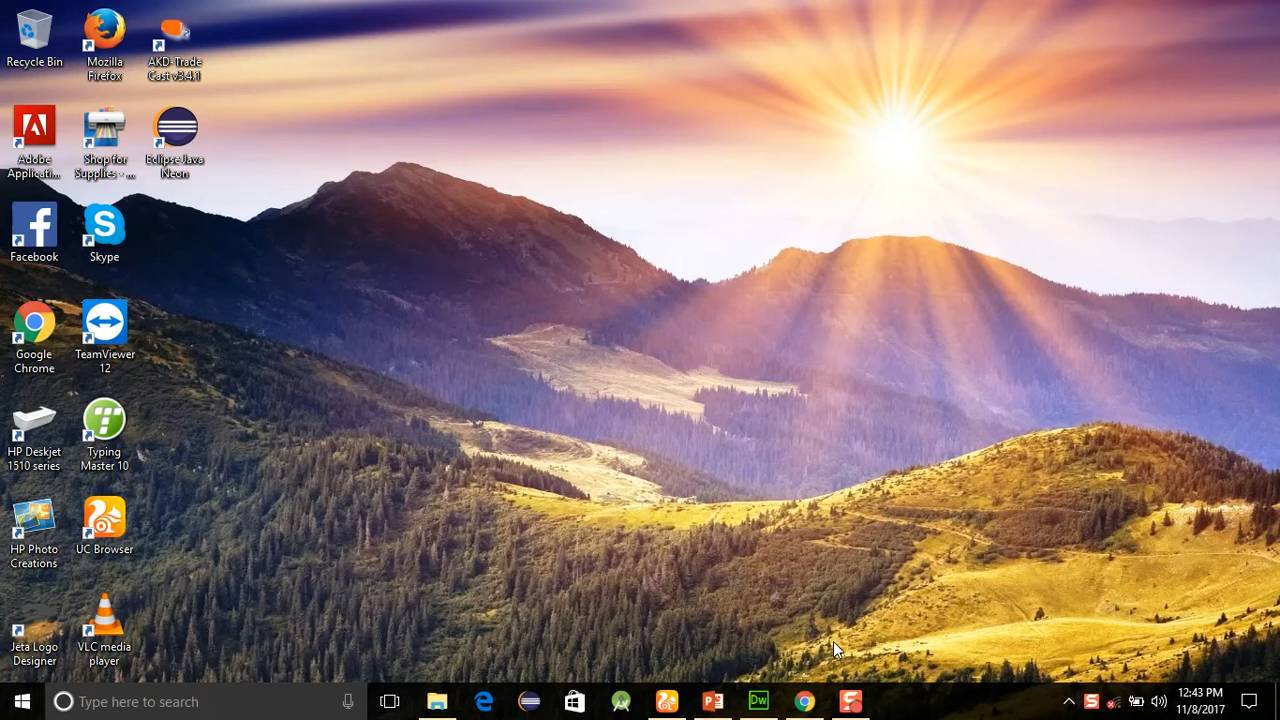 Recycle Bin
Mozilla
Firefox
AKD-Trade
Cast v3.4.1
Adobe
Applicati...
Shop for
Supplies - ...
Eclipse Java
Neon
Facebook
Skype
Google
Chrome
TeamViewer
12
HP Deskjet
1510 series
Typing
Master 10
HP Photo
Creations
UC Browser
Jeta Logo
Designer
VLC media
player
Type here to search
Dw
12:43 PM
11/8/2017